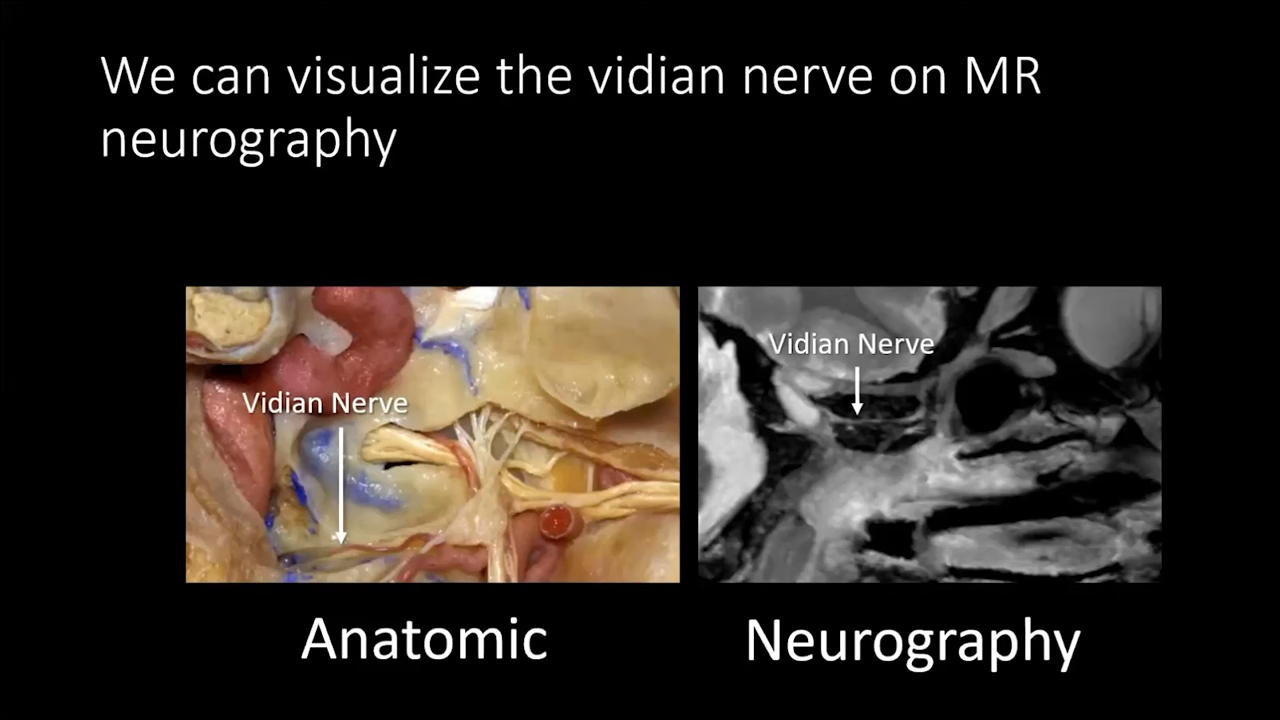 We can visualize the vidian nerve on MR
neurography
Vidian Nerve
Vidian Nerve
Anatomic
Neurography